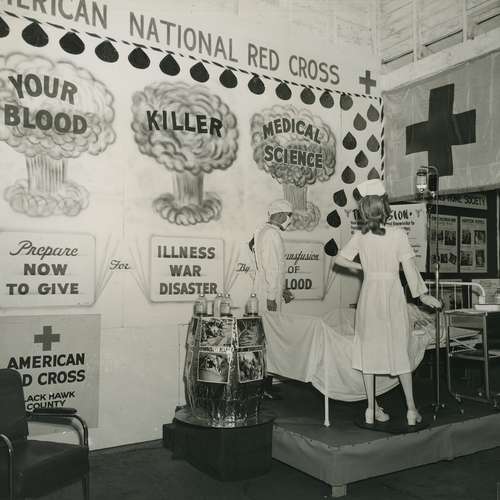 AMERICAN NATIONAL RED CROSS
YOUR
BLOOD
KILLER
MEDICAL
SCIENCE
Prepare
NOW
TO GIVE
For
ILLNESS
WAR
DISASTER
By
OF
BLOOD
AMERICAN
RED CROSS
BLACK HAWK
COUNTY